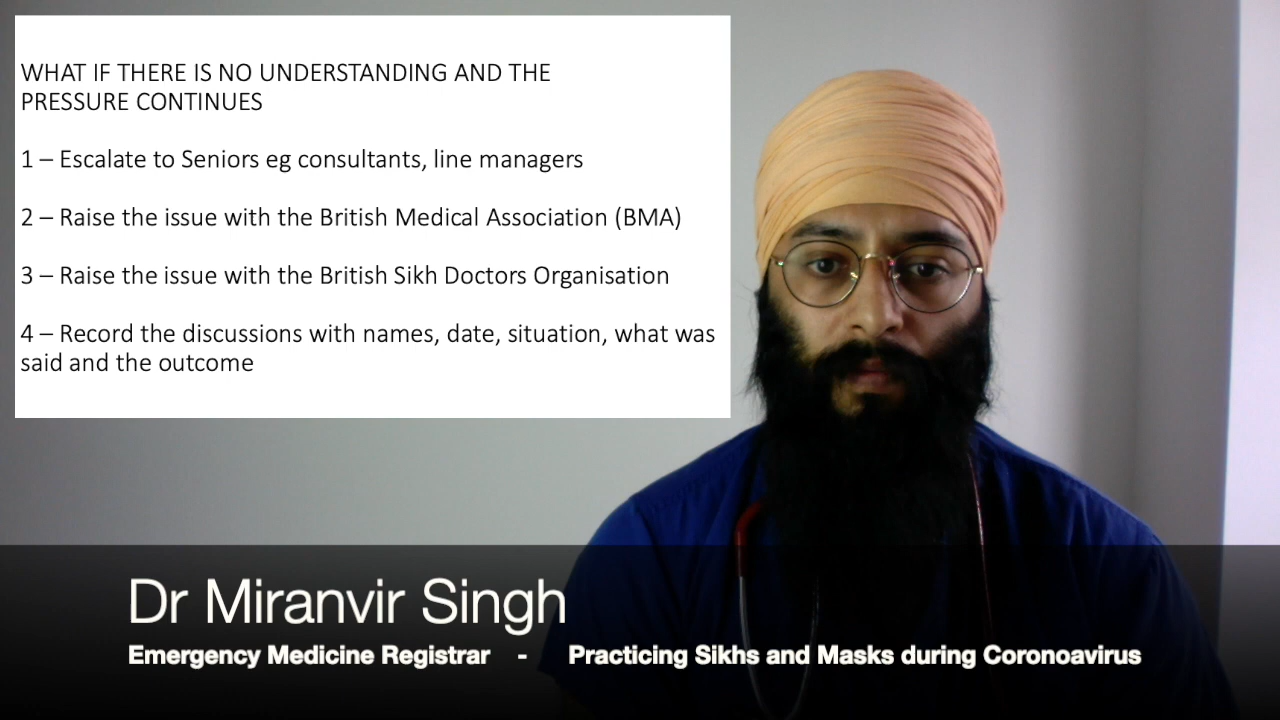 WHAT IF THERE IS NO UNDERSTANDING AND THE
PRESSURE CONTINUES
1 – Escalate to Seniors eg consultants, line managers
2 – Raise the issue with the British Medical Association (BMA)
3 – Raise the issue with the British Sikh Doctors Organisation
4 – Record the discussions with names, date, situation, what was
said and the outcome
Dr Miranvir Singh
Emergency Medicine Registrar - Practicing Sikhs and Masks during Coronoavirus